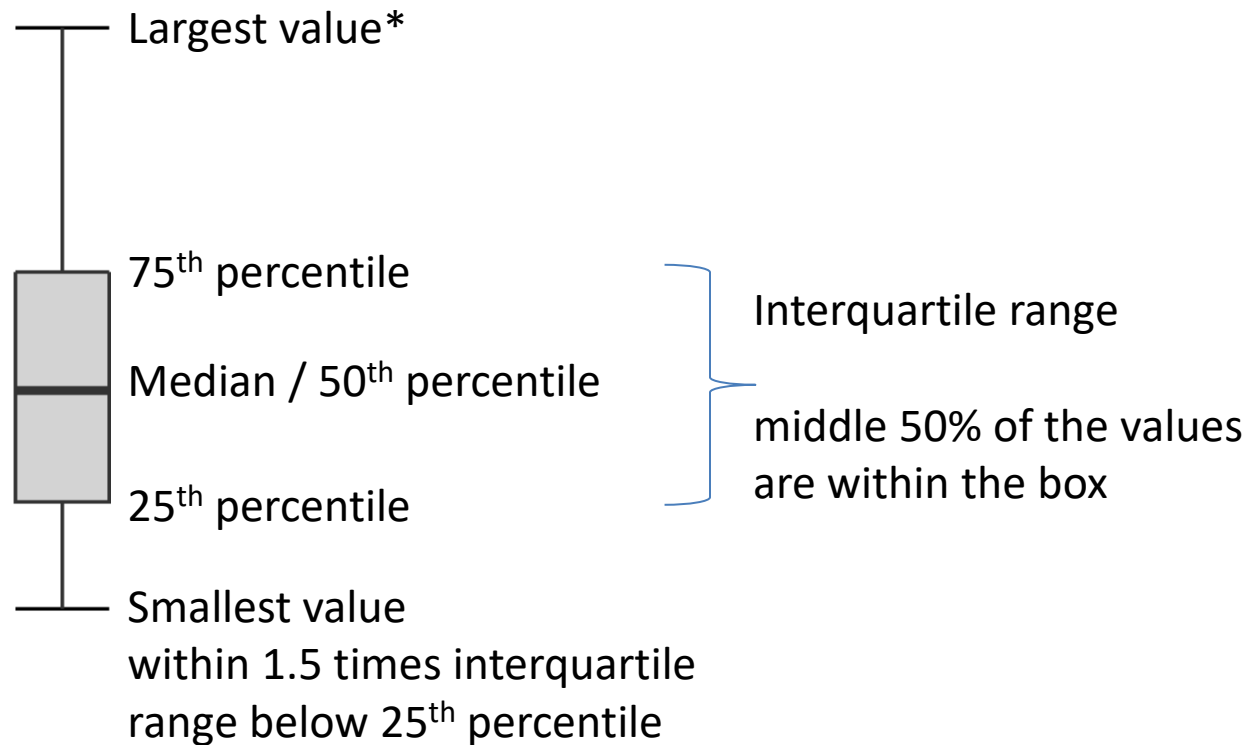 Largest value*
75th percentile
Interquartile range
Median / 50th percentile
middle 50% of the values
are within the box
25th percentile
Smallest value
within 1.5 times interquartile
range below 25th percentile